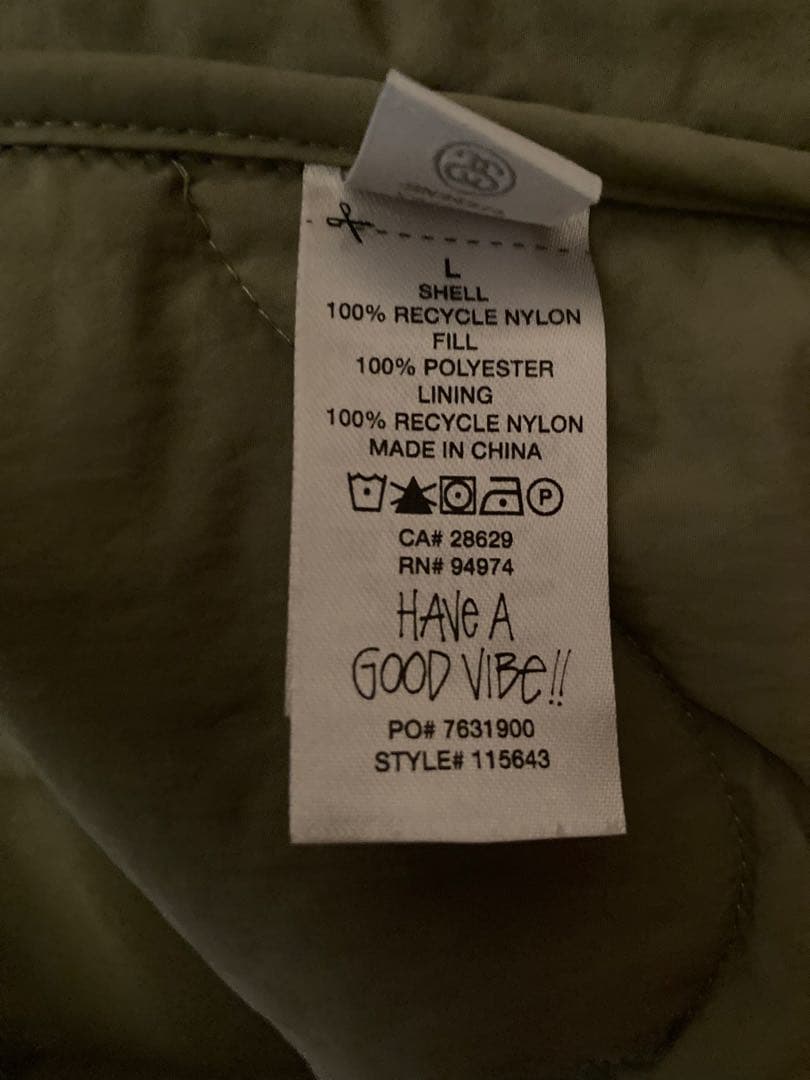 L
SHELL
100% RECYCLE NYLON
FILL
100% POLYESTER
LINING
100% RECYCLE NYLON
MADE IN CHINA
P
CA# 28629
RN# 94974
HAVE A
GOOD VIBE!!
PO# 7631900
STYLE# 115643